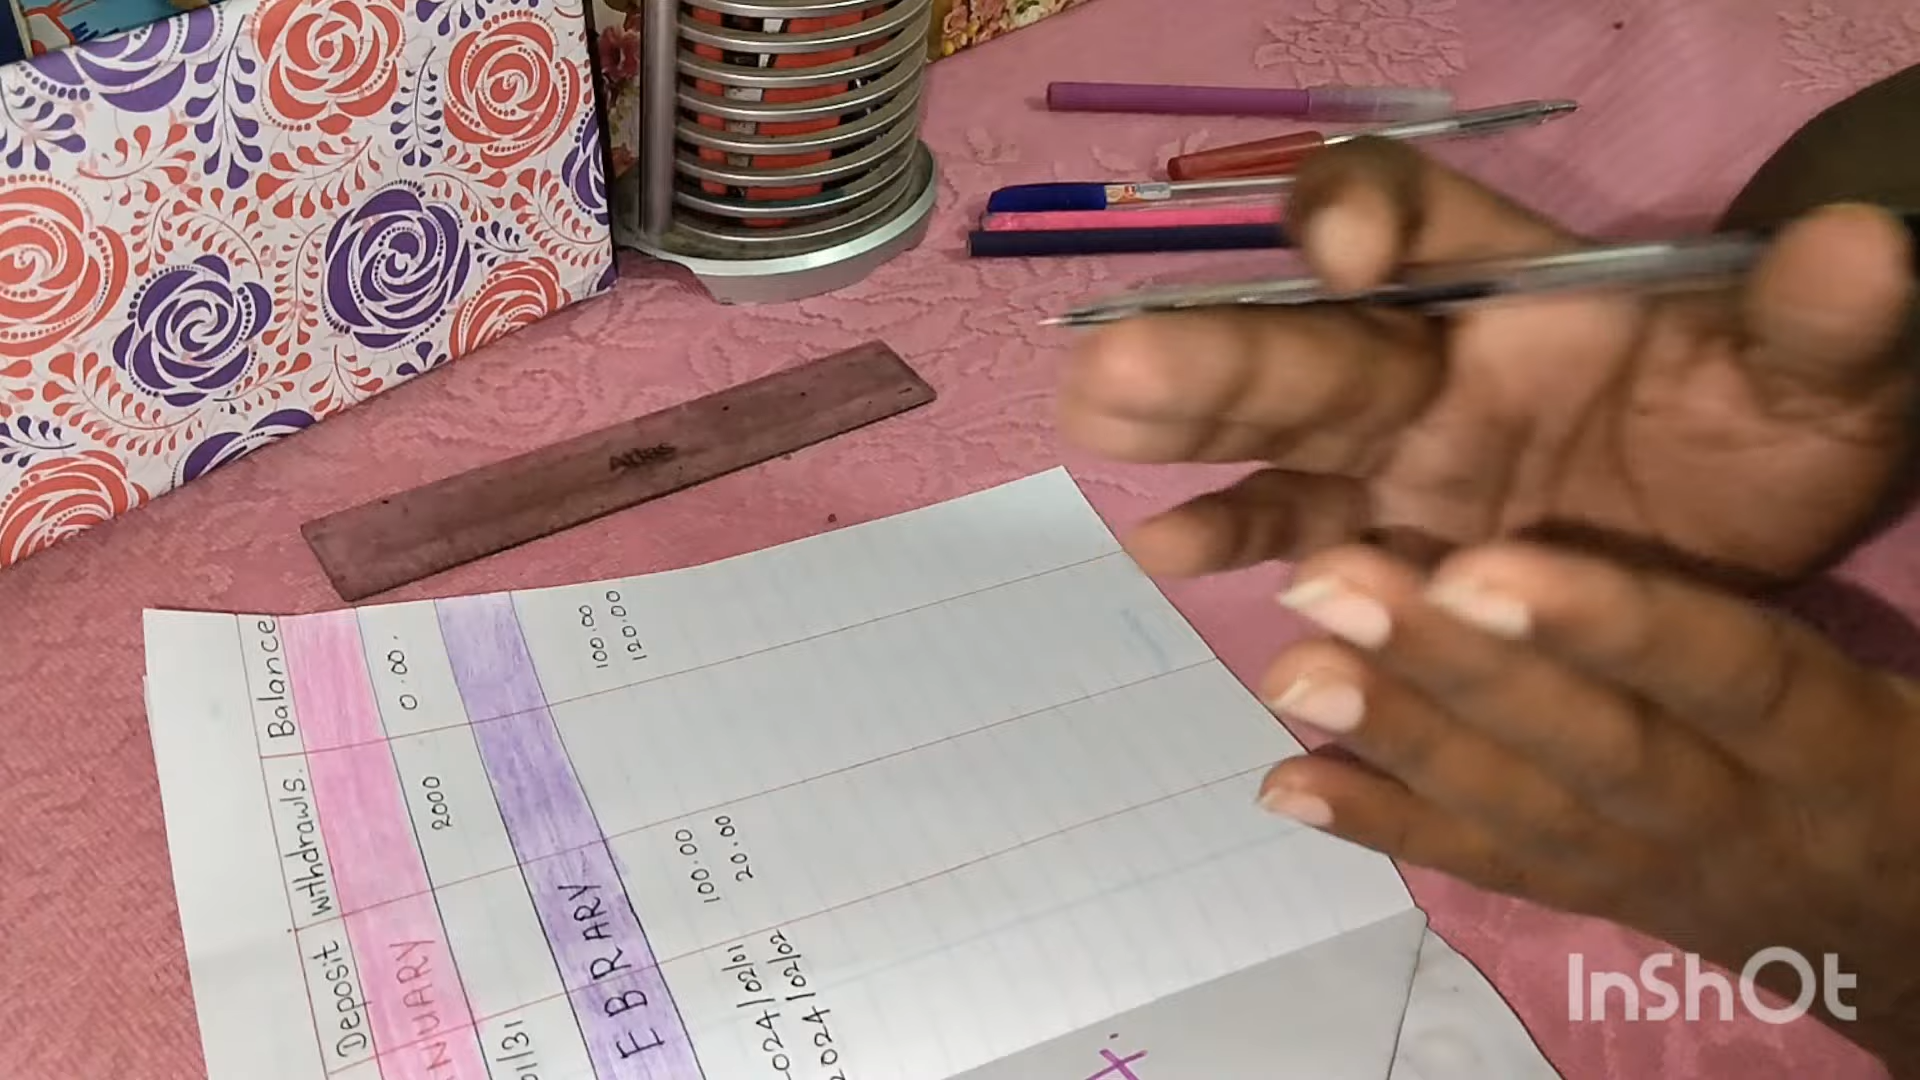 Deposit Withdrawls. Balance
NUARY
01/31 2000 0.00.
EBRARY
2024/02/01 100.00 100.00
2024/02/02 20.00 120.00
Atlas
InShOt